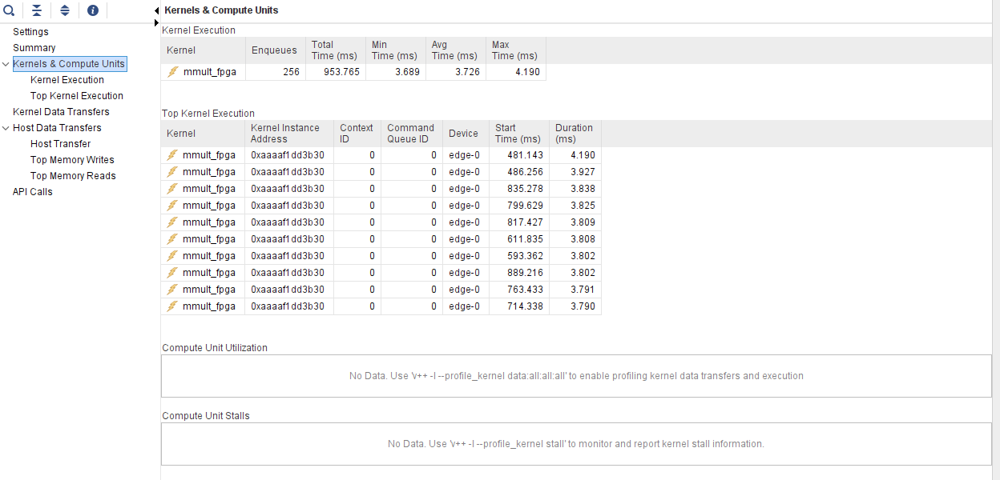 Kernels & Compute Units
Settings
Summary
Kernels & Compute Units
Kernel Execution
Top Kernel Execution
Kernel Data Transfers
Host Data Transfers
Host Transfer
Top Memory Writes
Top Memory Reads
API Calls
Kernel Execution
Kernel Enqueues Total Time (ms) Min Time (ms) Avg Time (ms) Max Time (ms)
mmult_fpga 256 953.765 3.689 3.726 4.190
Top Kernel Execution
Kernel Kernel Instance Address Context ID Command Queue ID Device Start Time (ms) Duration (ms)
mmult_fpga 0xaaaaf1dd3b30 0 0 edge-0 481.143 4.190
mmult_fpga 0xaaaaf1dd3b30 0 0 edge-0 486.256 3.927
mmult_fpga 0xaaaaf1dd3b30 0 0 edge-0 835.278 3.838
mmult_fpga 0xaaaaf1dd3b30 0 0 edge-0 799.629 3.825
mmult_fpga 0xaaaaf1dd3b30 0 0 edge-0 817.427 3.809
mmult_fpga 0xaaaaf1dd3b30 0 0 edge-0 611.835 3.808
mmult_fpga 0xaaaaf1dd3b30 0 0 edge-0 593.362 3.802
mmult_fpga 0xaaaaf1dd3b30 0 0 edge-0 889.216 3.802
mmult_fpga 0xaaaaf1dd3b30 0 0 edge-0 763.433 3.791
mmult_fpga 0xaaaaf1dd3b30 0 0 edge-0 714.338 3.790
Compute Unit Utilization
No Data. Use 'v++ -l --profile_kernel data:all:all:all' to enable profiling kernel data transfers and execution
Compute Unit Stalls
No Data. Use 'v++ -l --profile_kernel stall' to monitor and report kernel stall information.